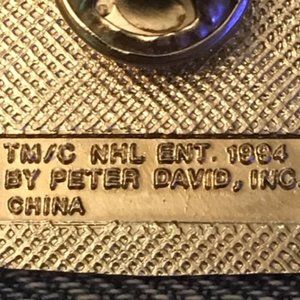 TM/C NHL ENT. 1994
BY PETER DAVID, INC.
CHINA